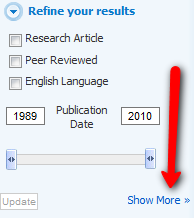 Refine your results
Research Article
Peer Reviewed
English Language
1989 Publication Date 2010
Update Show More »